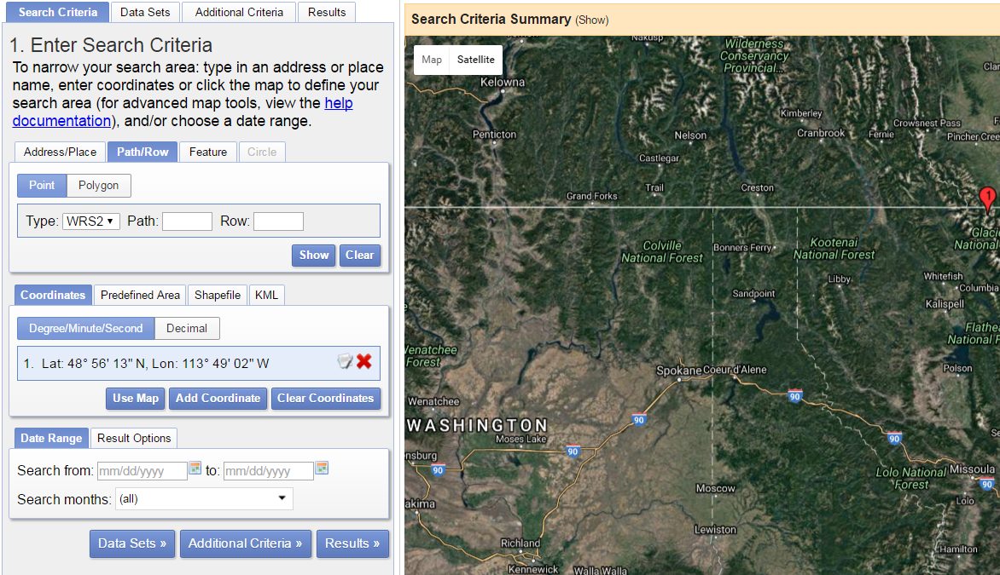 Search Criteria
Data Sets
Additional Criteria
Results
1. Enter Search Criteria
To narrow your search area: type in an address or place
name, enter coordinates or click the map to define your
search area (for advanced map tools, view the help
documentation), and/or choose a date range.
Address/Place
Path/Row
Feature
Circle
Point
Polygon
Type: WRS2 Path: Row:
Show
Clear
Coordinates
Predefined Area
Shapefile
KML
Degree/Minute/Second
Decimal
1. Lat: 48° 56' 13" N, Lon: 113° 49' 02" W
Use Map
Add Coordinate
Clear Coordinates
Date Range
Result Options
Search from: mm/dd/yyyy to: mm/dd/yyyy
Search months: (all)
Data Sets »
Additional Criteria »
Results »
Search Criteria Summary (Show)
Map
Satellite
Nakusp
Wilderness
Conservancy
Provincial...
Kelowna
Clar
Kimberley
Crowsnest Pass
Penticton
Nelson
Cranbrook
Fernie
Pincher Cree
Castlegar
Trail
Creston
Grand Forks
1
Glacie
National
Colville
National Forest
Bonners Ferry
Kootenai
National Forest
Libby
Whitefish
Columbia
Sandpoint
Kalispell
Flathea
National F
Venatchee
Forest
Polson
Spokane
Coeur d'Alene
90
Wenatchee
90
WASHINGTON
Moses Lake
90
90
nsburg
90
Lolo National
Forest
Missoula
90
Moscow
Lolo
akima
Lewiston
Richland
Hamilton
Kennewick
Walla Walla